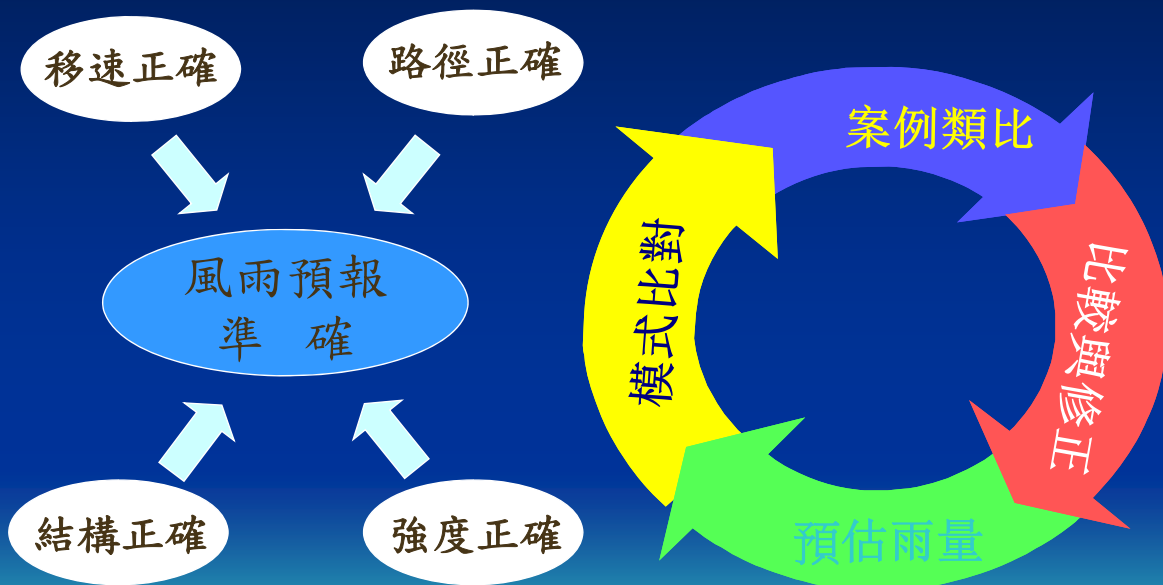 移速正確
路徑正確
風雨預報
準 確
結構正確
強度正確
案例類比
比較與修正
預估雨量
模式比對